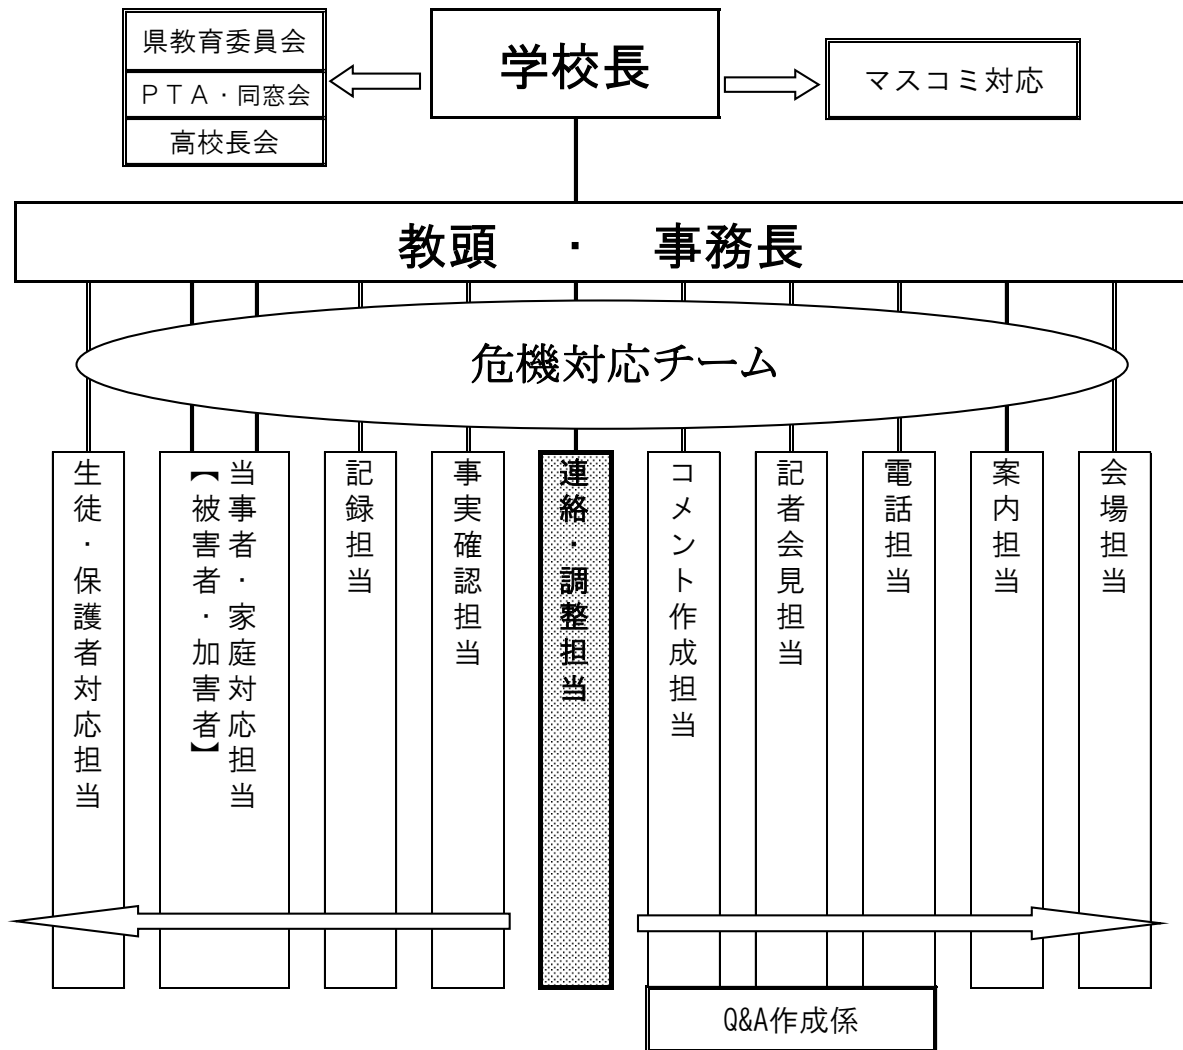 県教育委員会
ＰＴＡ・同窓会
高校長会
学校長
マスコミ対応
教頭　・　事務長
危機対応チーム
生徒・保護者対応担当
当事者・家庭対応担当
【被害者・加害者】
記録担当
事実確認担当
連絡・調整担当
コメント作成担当
記者会見担当
電話担当
案内担当
会場担当
Q&A作成係